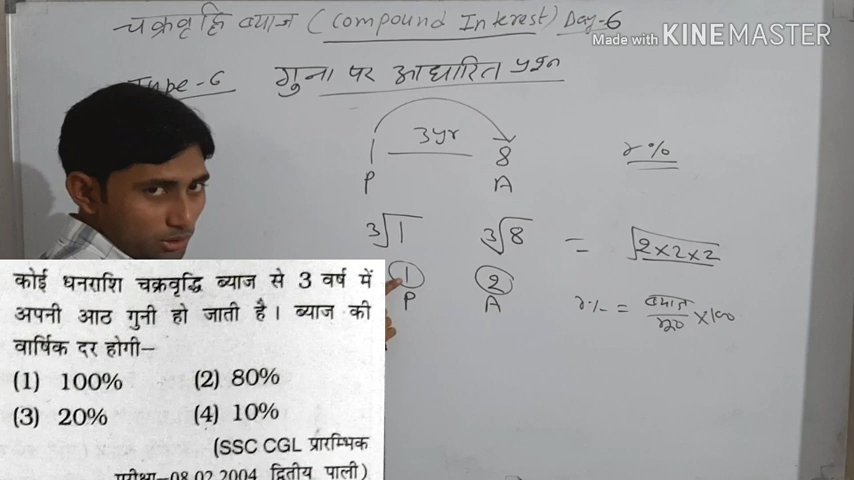 चक्रवृद्धि ब्याज (Compound Interest) Day-6
Made with KINEMASTER
Type-6 गुना पर आधारित प्रश्न
3yr
1 8 r%
P A
3√1 3√8 = √2×2×2
1 2
P A
r% = ब्याज/मूल ×100
कोई धनराशि चक्रवृद्धि ब्याज से 3 वर्ष में
अपनी आठ गुनी हो जाती है। ब्याज की
वार्षिक दर होगी–
(1) 100% (2) 80%
(3) 20% (4) 10%
(SSC CGL प्रारम्भिक
परीक्षा-08.02.2004 द्वितीय पाली)